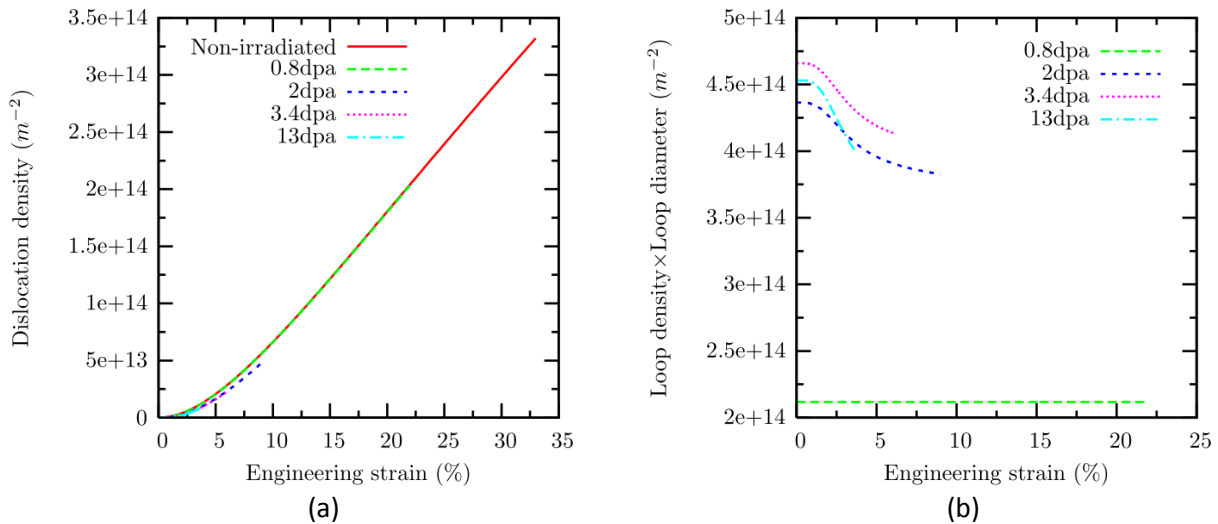 3.5e+14
3e+14
2.5e+14
2e+14
1.5e+14
1e+14
5e+13
0
Dislocation density (m⁻²)
Non-irradiated
0.8dpa
2dpa
3.4dpa
13dpa
0 5 10 15 20 25 30 35
Engineering strain (%)
(a)
5e+14
4.5e+14
4e+14
3.5e+14
3e+14
2.5e+14
2e+14
Loop density×Loop diameter (m⁻²)
0.8dpa
2dpa
3.4dpa
13dpa
0 5 10 15 20 25
Engineering strain (%)
(b)